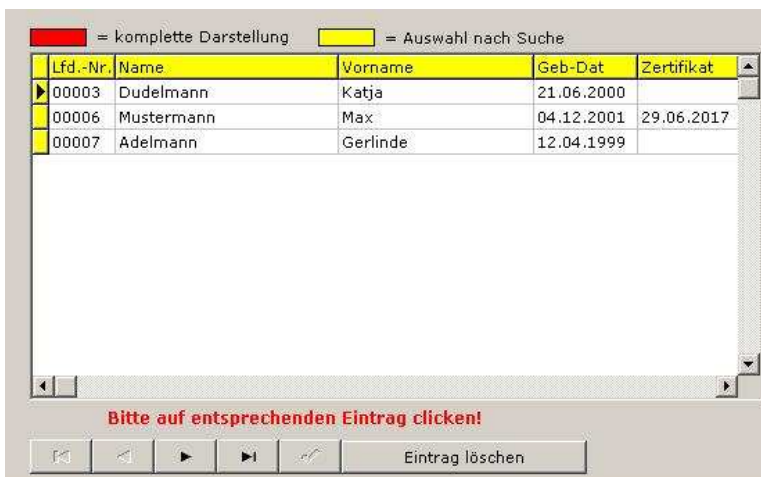 = komplette Darstellung = Auswahl nach Suche
Lfd.-Nr. Name Vorname Geb-Dat Zertifikat
00003 Dudelmann Katja 21.06.2000
00006 Mustermann Max 04.12.2001 29.06.2017
00007 Adelmann Gerlinde 12.04.1999
Bitte auf entsprechenden Eintrag clicken!
Eintrag löschen